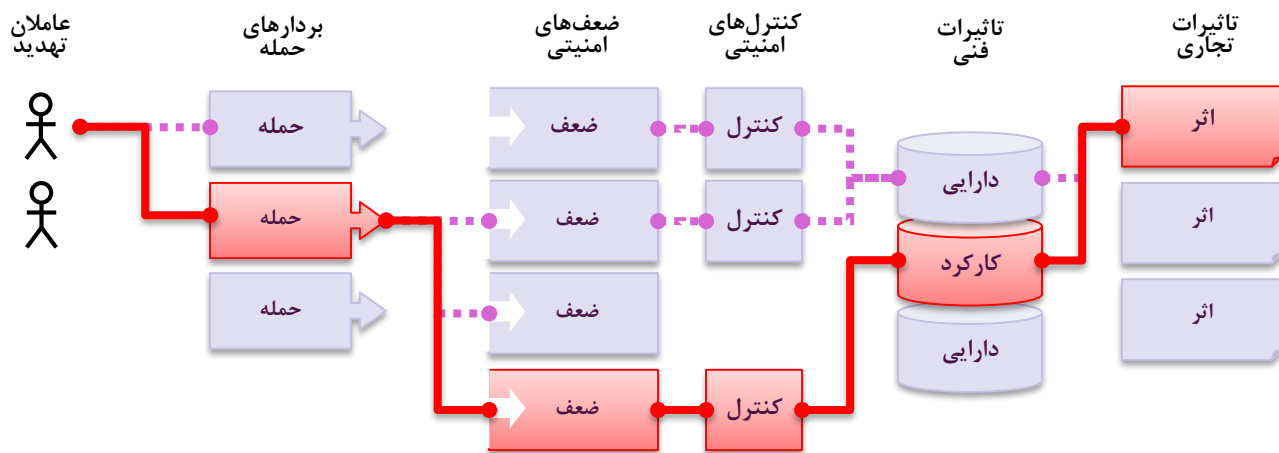 عاملان
تهدید
بردارهای
حمله
ضعف‌های
امنیتی
کنترل‌های
امنیتی
تاثیرات
فنی
تاثیرات
تجاری
حمله
ضعف
کنترل
اثر
دارایی
حمله
ضعف
کنترل
اثر
کارکرد
حمله
ضعف
اثر
دارایی
ضعف
کنترل